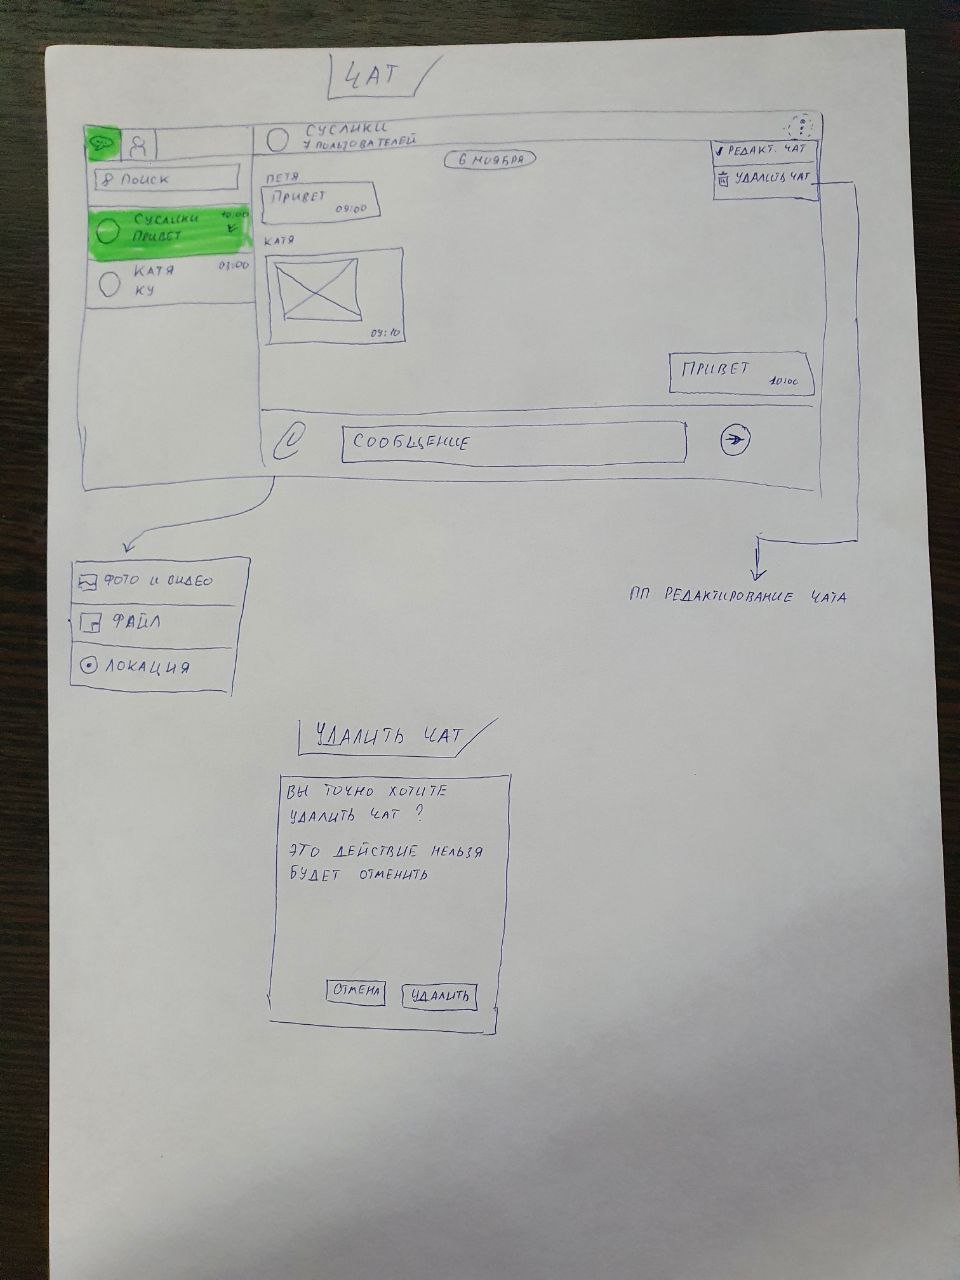 ЧАТ
СУСЛИКИ
ПОЛЬЗОВАТЕЛЕЙ
6 НОЯБРЯ
РЕДАКТ. ЧАТ
УДАЛИТЬ ЧАТ
ПОИСК
СУСЛИКИ 10:00
ПРИВЕТ
КАТЯ 03:00
КУ
ПЕТЯ
ПРИВЕТ
09:00
КАТЯ
09:10
ПРИВЕТ
10:00
СООБЩЕНИЕ
ФОТО И ВИДЕО
ФАЙЛ
ЛОКАЦИЯ
ПП РЕДАКТИРОВАНИЕ ЧАТА
УДАЛИТЬ ЧАТ
ВЫ ТОЧНО ХОТИТЕ
УДАЛИТЬ ЧАТ ?
ЭТО ДЕЙСТВИЕ НЕЛЬЗЯ
БУДЕТ ОТМЕНИТЬ
ОТМЕНА
УДАЛИТЬ